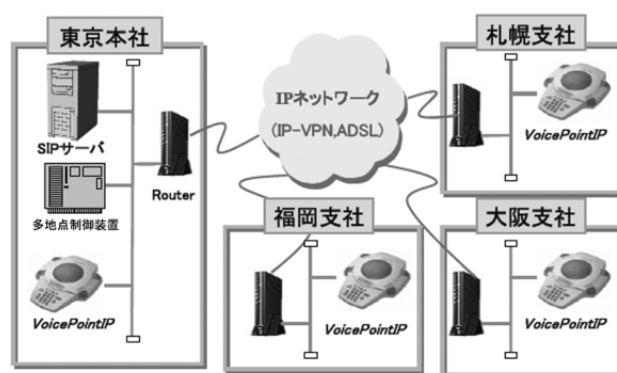 東京本社
SIPサーバ
多地点制御装置
VoicePointIP
Router
IPネットワーク
(IP-VPN,ADSL)
札幌支社
VoicePointIP
福岡支社
VoicePointIP
大阪支社
VoicePointIP